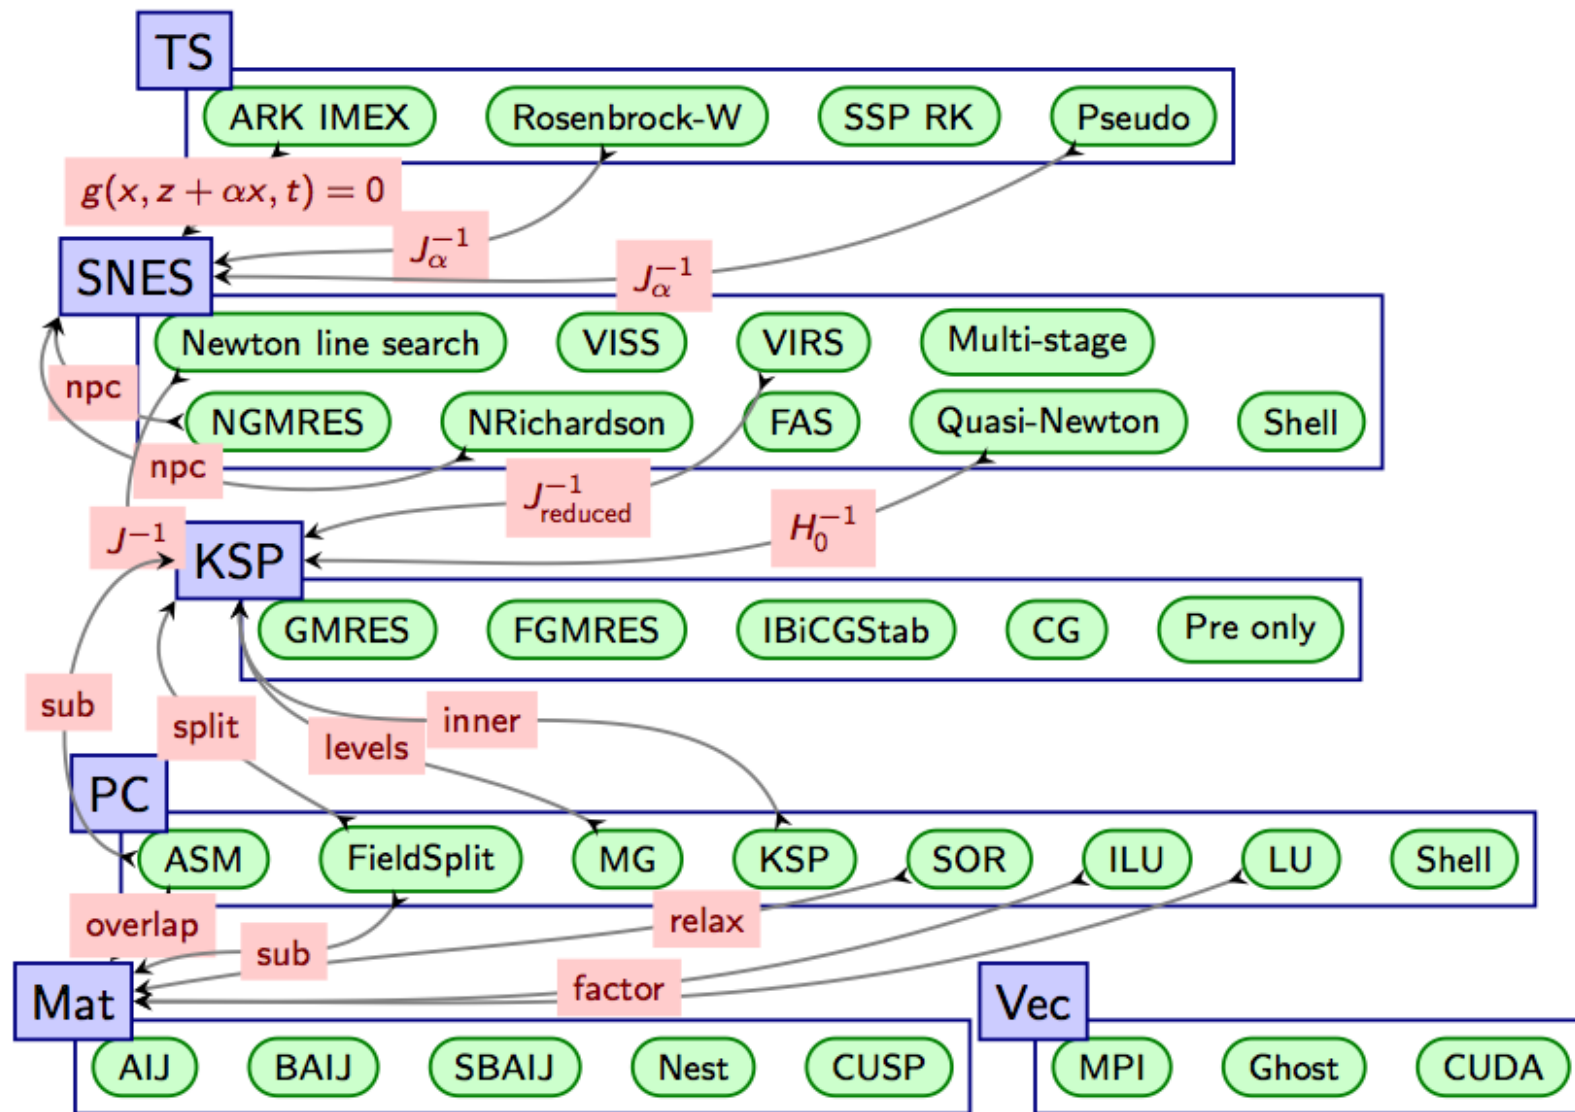 TS
ARK IMEX Rosenbrock-W SSP RK Pseudo
g(x, z + αx, t) = 0
J_α^{-1}
J_α^{-1}
SNES
Newton line search VISS VIRS Multi-stage
npc
NGMRES NRichardson FAS Quasi-Newton Shell
npc
J_{reduced}^{-1}
H_0^{-1}
J^{-1}
KSP
GMRES FGMRES IBiCGStab CG Pre only
sub
split
levels
inner
PC
ASM FieldSplit MG KSP SOR ILU LU Shell
overlap
sub
relax
factor
Mat
AIJ BAIJ SBAIJ Nest CUSP
Vec
MPI Ghost CUDA